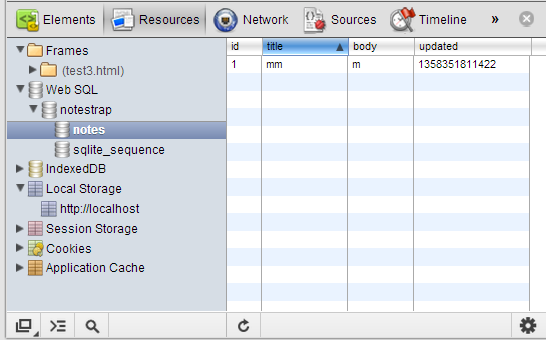 Elements Resources Network Sources Timeline »
id title body updated
Frames
1 mm m 1358351811422
(test3.html)
Web SQL
notestrap
notes
sqlite_sequence
IndexedDB
Local Storage
http://localhost
Session Storage
Cookies
Application Cache